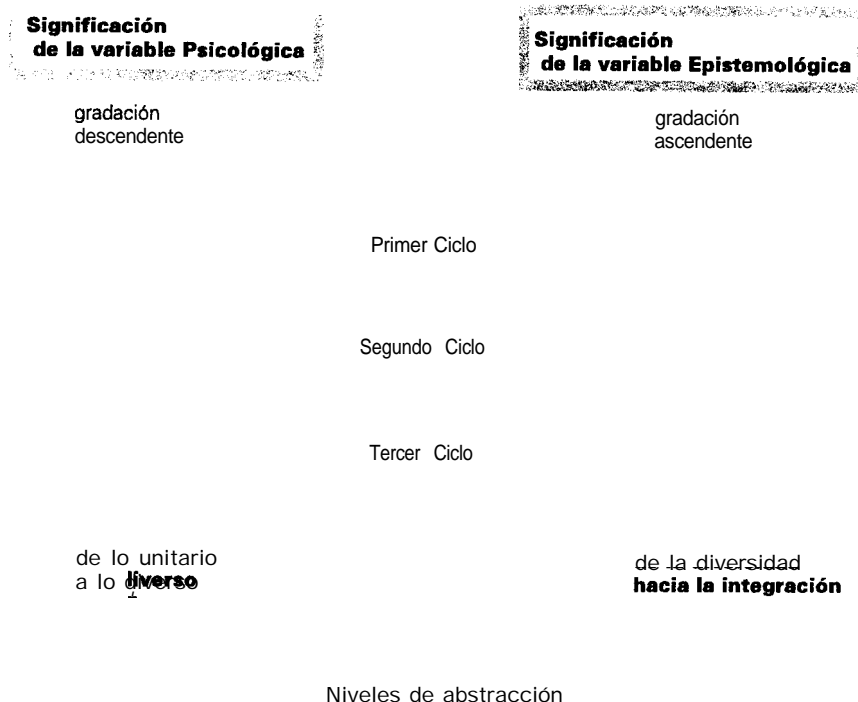 Significación
de la variable Psicológica
Significación
de la variable Epistemológica
gradación
descendente
gradación
ascendente
Primer Ciclo
Segundo Ciclo
Tercer Ciclo
de lo unitario
a lo diverso
de la diversidad
hacia la integración
Niveles de abstracción